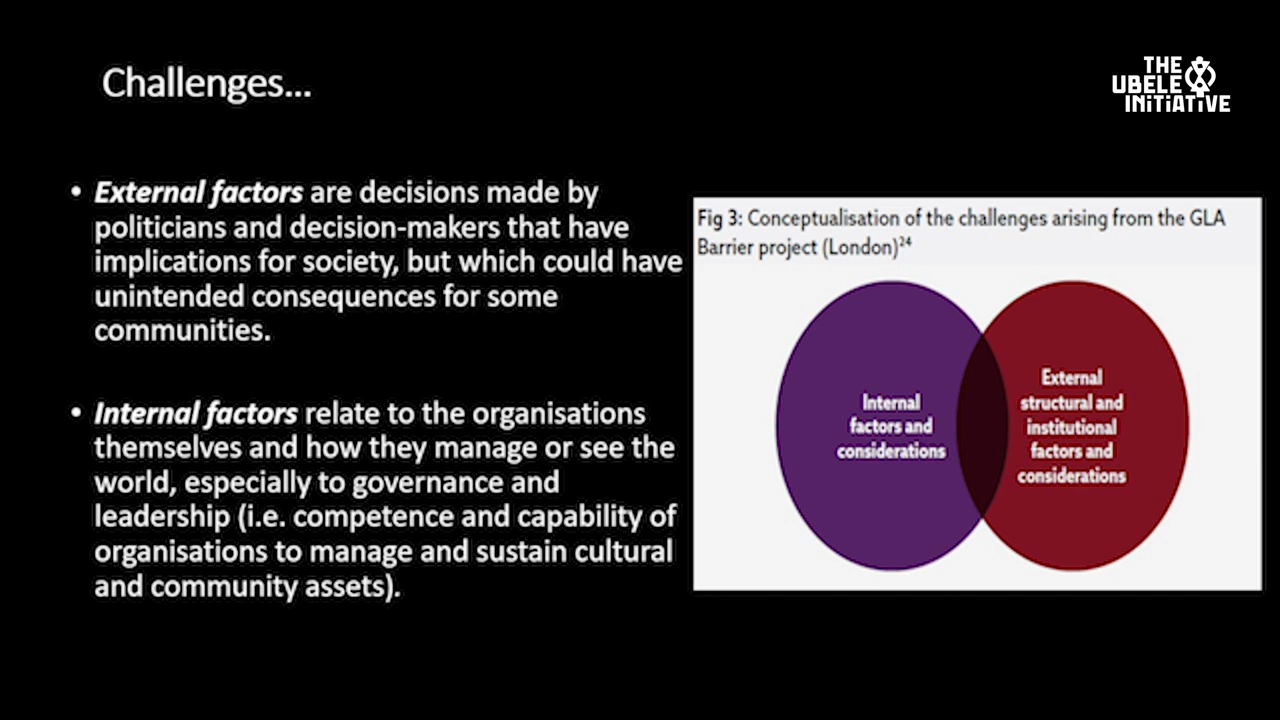 Challenges...
THE
UBELE
INITIATIVE
• External factors are decisions made by
politicians and decision-makers that have
implications for society, but which could have
unintended consequences for some
communities.
• Internal factors relate to the organisations
themselves and how they manage or see the
world, especially to governance and
leadership (i.e. competence and capability of
organisations to manage and sustain cultural
and community assets).
Fig 3: Conceptualisation of the challenges arising from the GLA
Barrier project (London)²⁴
Internal
factors and
considerations
External
structural and
institutional
factors and
considerations